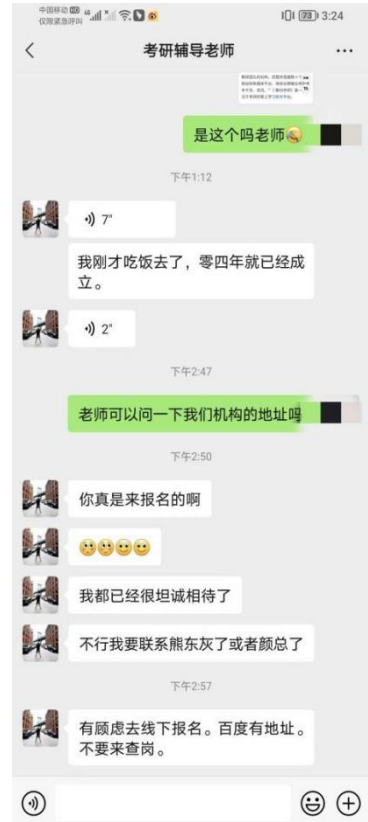 中国移动 HD
仅限紧急呼叫
73 3:24
考研辅导老师
是这个吗老师
下午1:12
7"
我刚才吃饭去了，零四年就已经成
立。
2"
下午2:47
老师可以问一下我们机构的地址吗
下午2:50
你真是来报名的啊
我都已经很坦诚相待了
不行我要联系熊东灰了或者颜总了
下午2:57
有顾虑去线下报名。百度有地址。
不要来查岗。